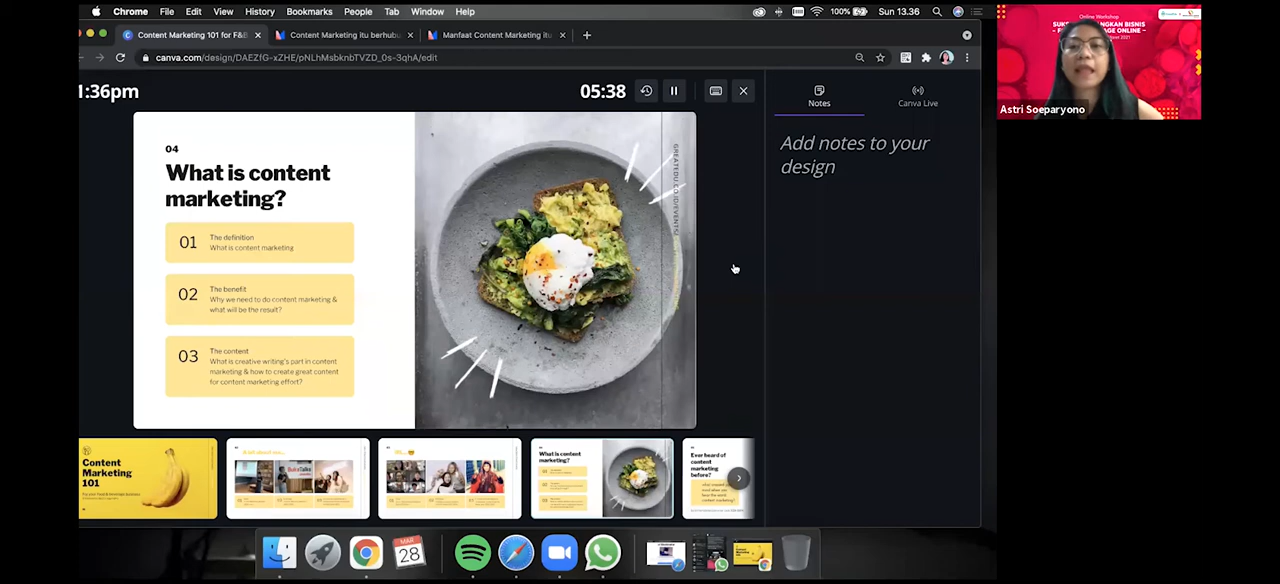 Chrome File Edit View History Bookmarks People Tab Window Help
100% Sun 13.36
Content Marketing 101 for F&B
Content Marketing itu berhubu
Manfaat Content Marketing itu
canva.com/design/DAEZfG-xZHE/pNLhMsbknbTVZD_0s-3qhA/edit
1:36pm
05:38
Notes
Canva Live
Add notes to your
design
04
What is content
marketing?
01
The definition
What is content marketing
02
The benefit
Why we need to do content marketing &
what will be the result?
03
The content
What is creative writing's part in content
marketing & how to create great content
for content marketing effort?
Content
Marketing
101
What is content
marketing?
Ever heard of
content
marketing
before?
MAR
28
Online Workshop
Astri Soeparyono